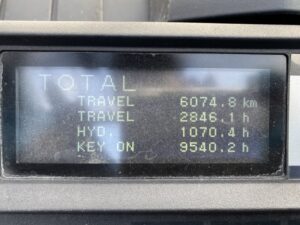 TOTAL
TRAVEL 6074.8 km
TRAVEL 2846.1 h
HYD. 1070.4 h
KEY ON 9540.2 h